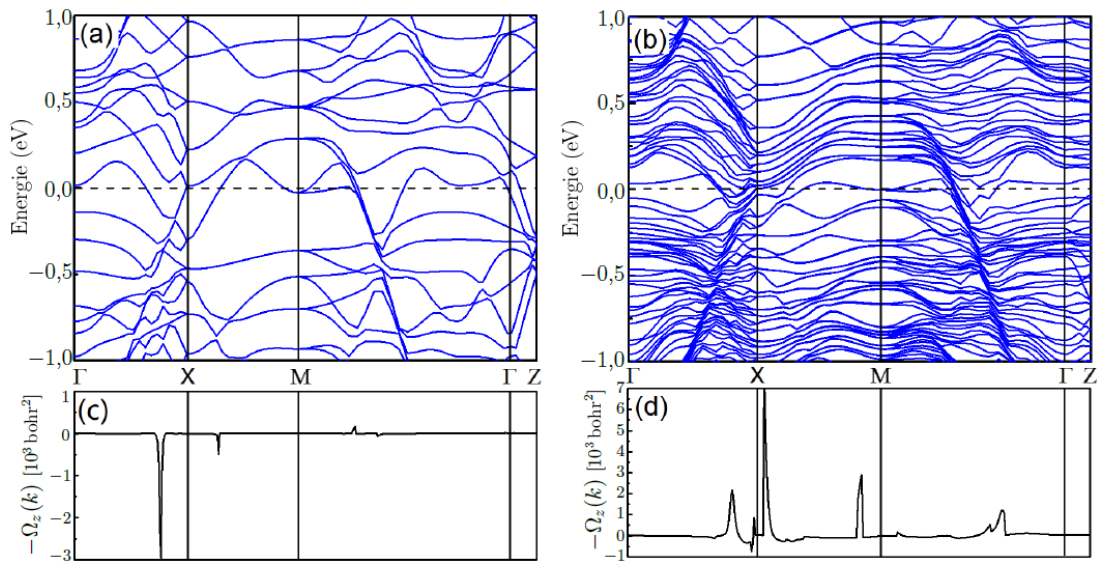 (a)
1,0
0,5
0,0
−0,5
−1,0
Energie (eV)
Γ X M Γ Z
(b)
1,0
0,5
0,0
−0,5
−1,0
Energie (eV)
Γ X M Γ Z
(c)
1
0
−1
−2
−3
−Ω_z(k) [10³ bohr²]
(d)
7
6
5
4
3
2
1
0
−1
−Ω_z(k) [10³ bohr²]